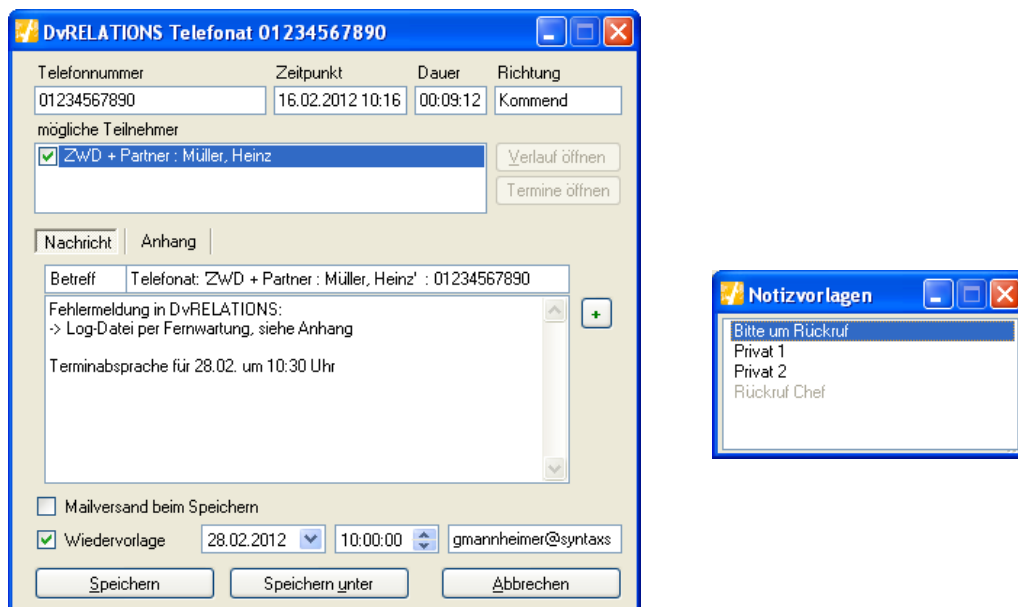 DvRELATIONS Telefonat 01234567890
Telefonnummer Zeitpunkt Dauer Richtung
01234567890 16.02.2012 10:16 00:09:12 Kommend
mögliche Teilnehmer
ZWD + Partner : Müller, Heinz
Verlauf öffnen
Termine öffnen
Nachricht Anhang
Betreff Telefonat: 'ZWD + Partner : Müller, Heinz' : 01234567890
Fehlermeldung in DvRELATIONS:
-> Log-Datei per Fernwartung, siehe Anhang
Terminabsprache für 28.02. um 10:30 Uhr
+
Mailversand beim Speichern
Wiedervorlage 28.02.2012 10:00:00 gmannheimer@syntaxs
Speichern Speichern unter Abbrechen
Notizvorlagen
Bitte um Rückruf
Privat 1
Privat 2
Rückruf Chef